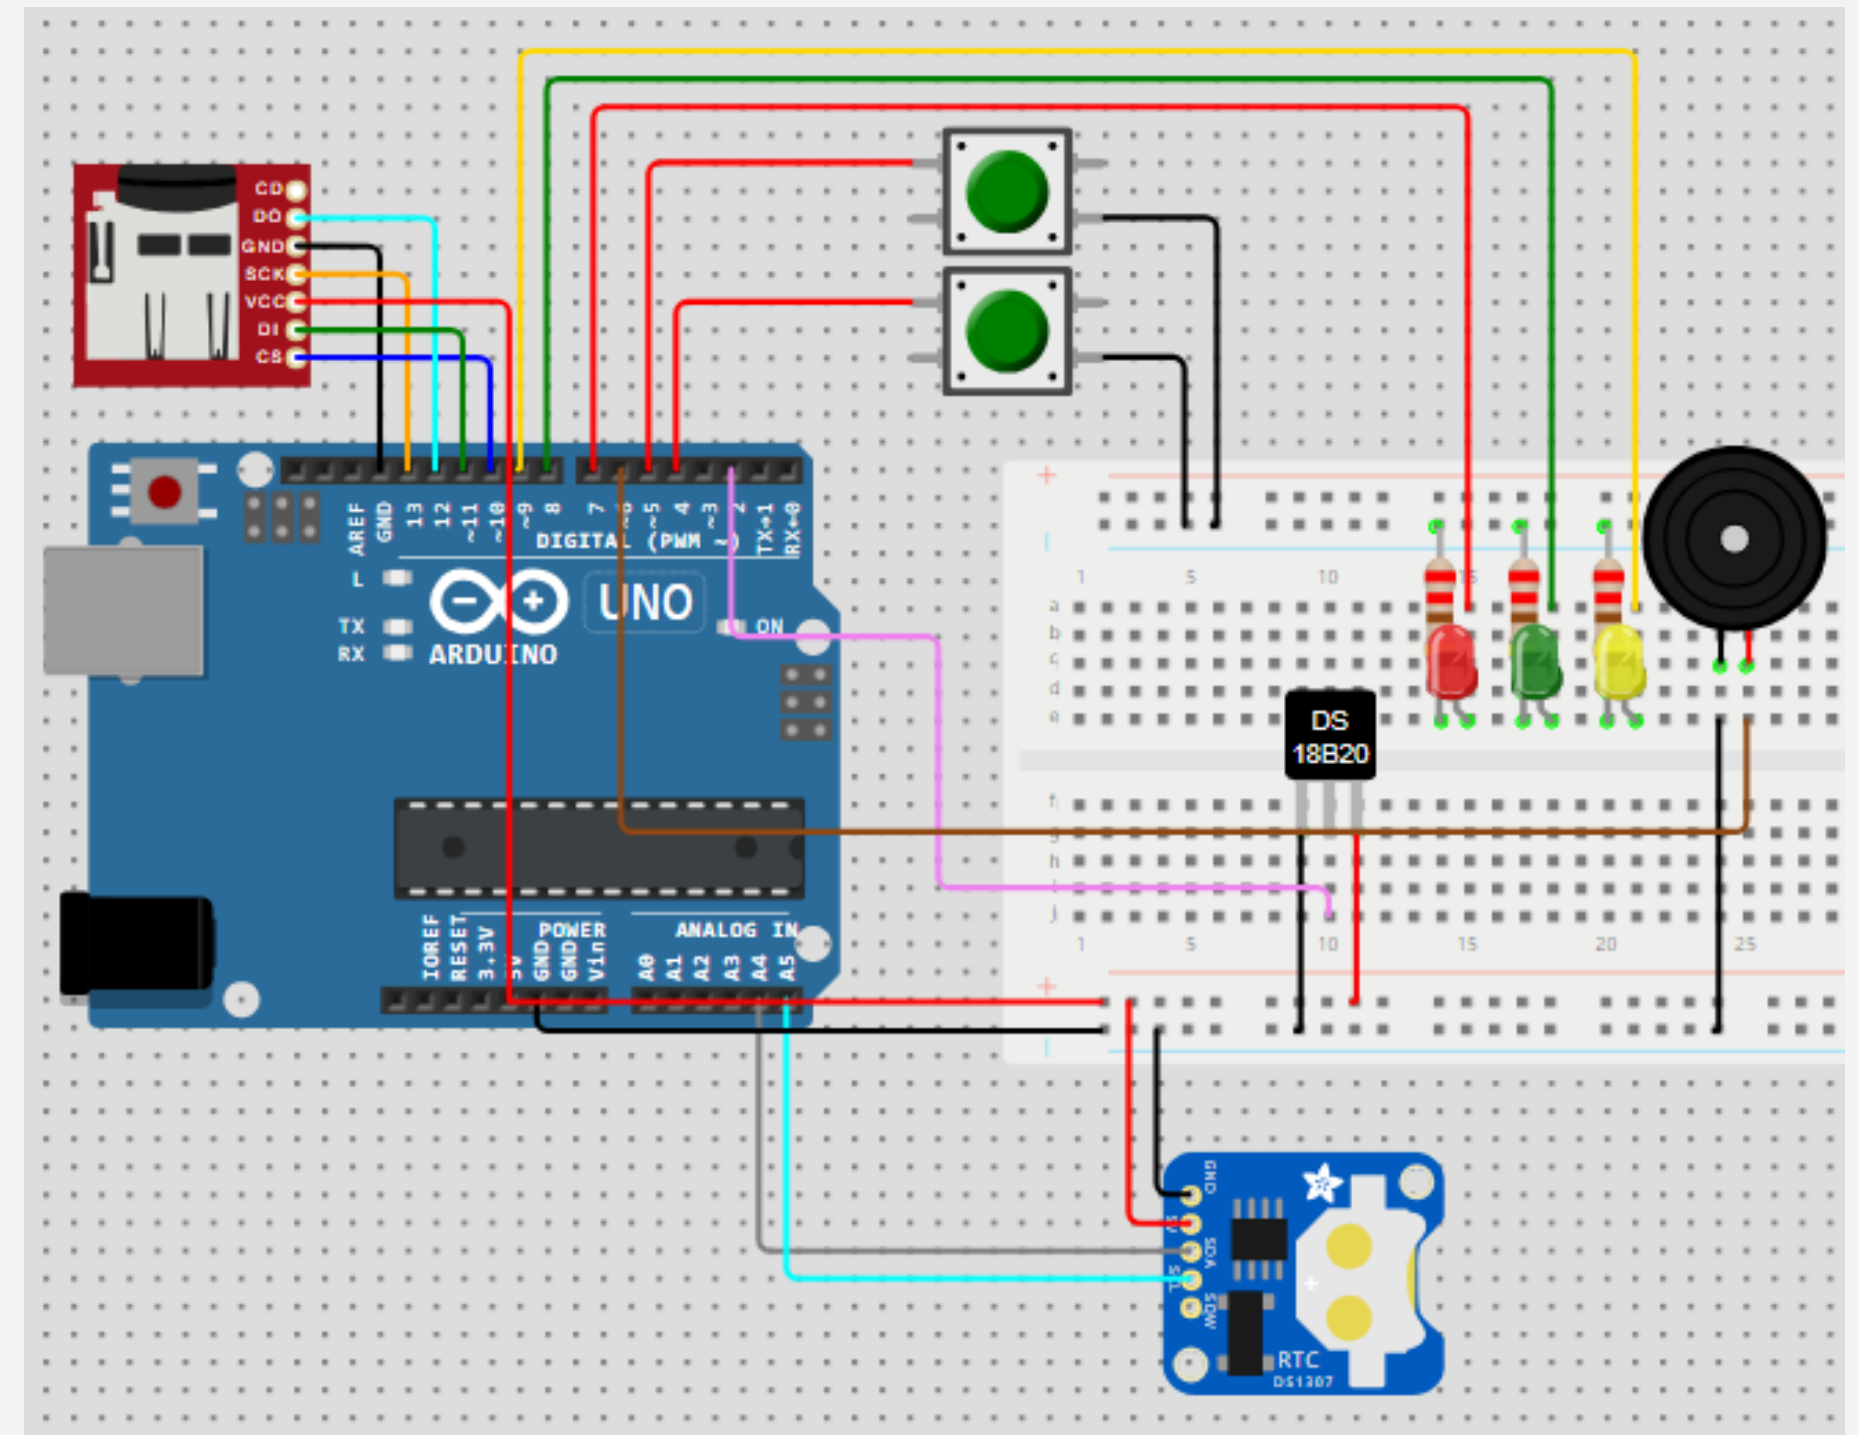 CD
DO
GND
SCK
VCC
DI
CS
AREF
GND
13
12
~11
~10
~9
8
7
~6
~5
4
~3
2
TX→1
RX←0
DIGITAL (PWM ~)
L
TX
RX
ARDUINO
UNO
ON
IOREF
RESET
3.3V
5V
GND
GND
Vin
POWER
ANALOG IN
A0
A1
A2
A3
A4
A5
+
1
5
10
15
a
b
c
d
e
DS
18B20
f
g
h
i
j
1
5
10
15
20
25
+
GND
5V
SDA
SCL
SQW
RTC
DS1307